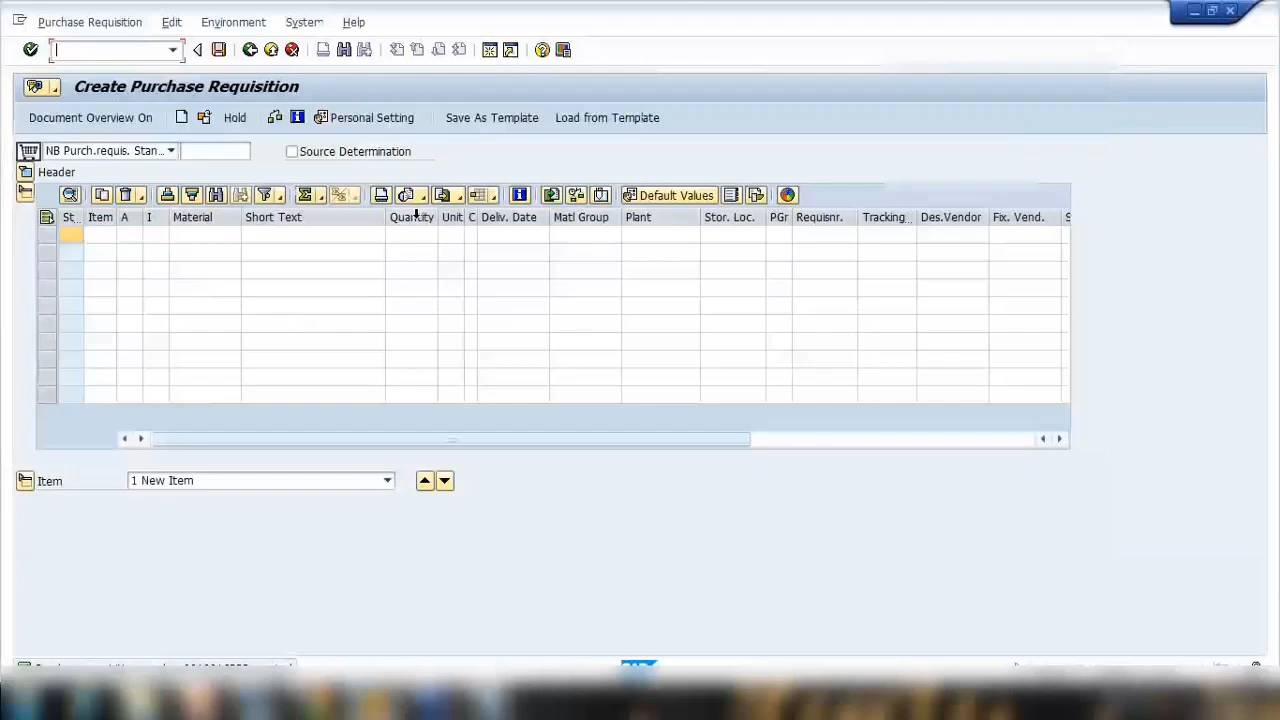 Purchase Requisition Edit Environment System Help
Create Purchase Requisition
Document Overview On Hold Personal Setting Save As Template Load from Template
NB Purch.requis. Stan... Source Determination
Header
Default Values
St... Item A I Material Short Text Quantity Unit C Deliv. Date Matl Group Plant Stor. Loc. PGr Requisnr. Tracking... Des.Vendor Fix. Vend. S
Item 1 New Item